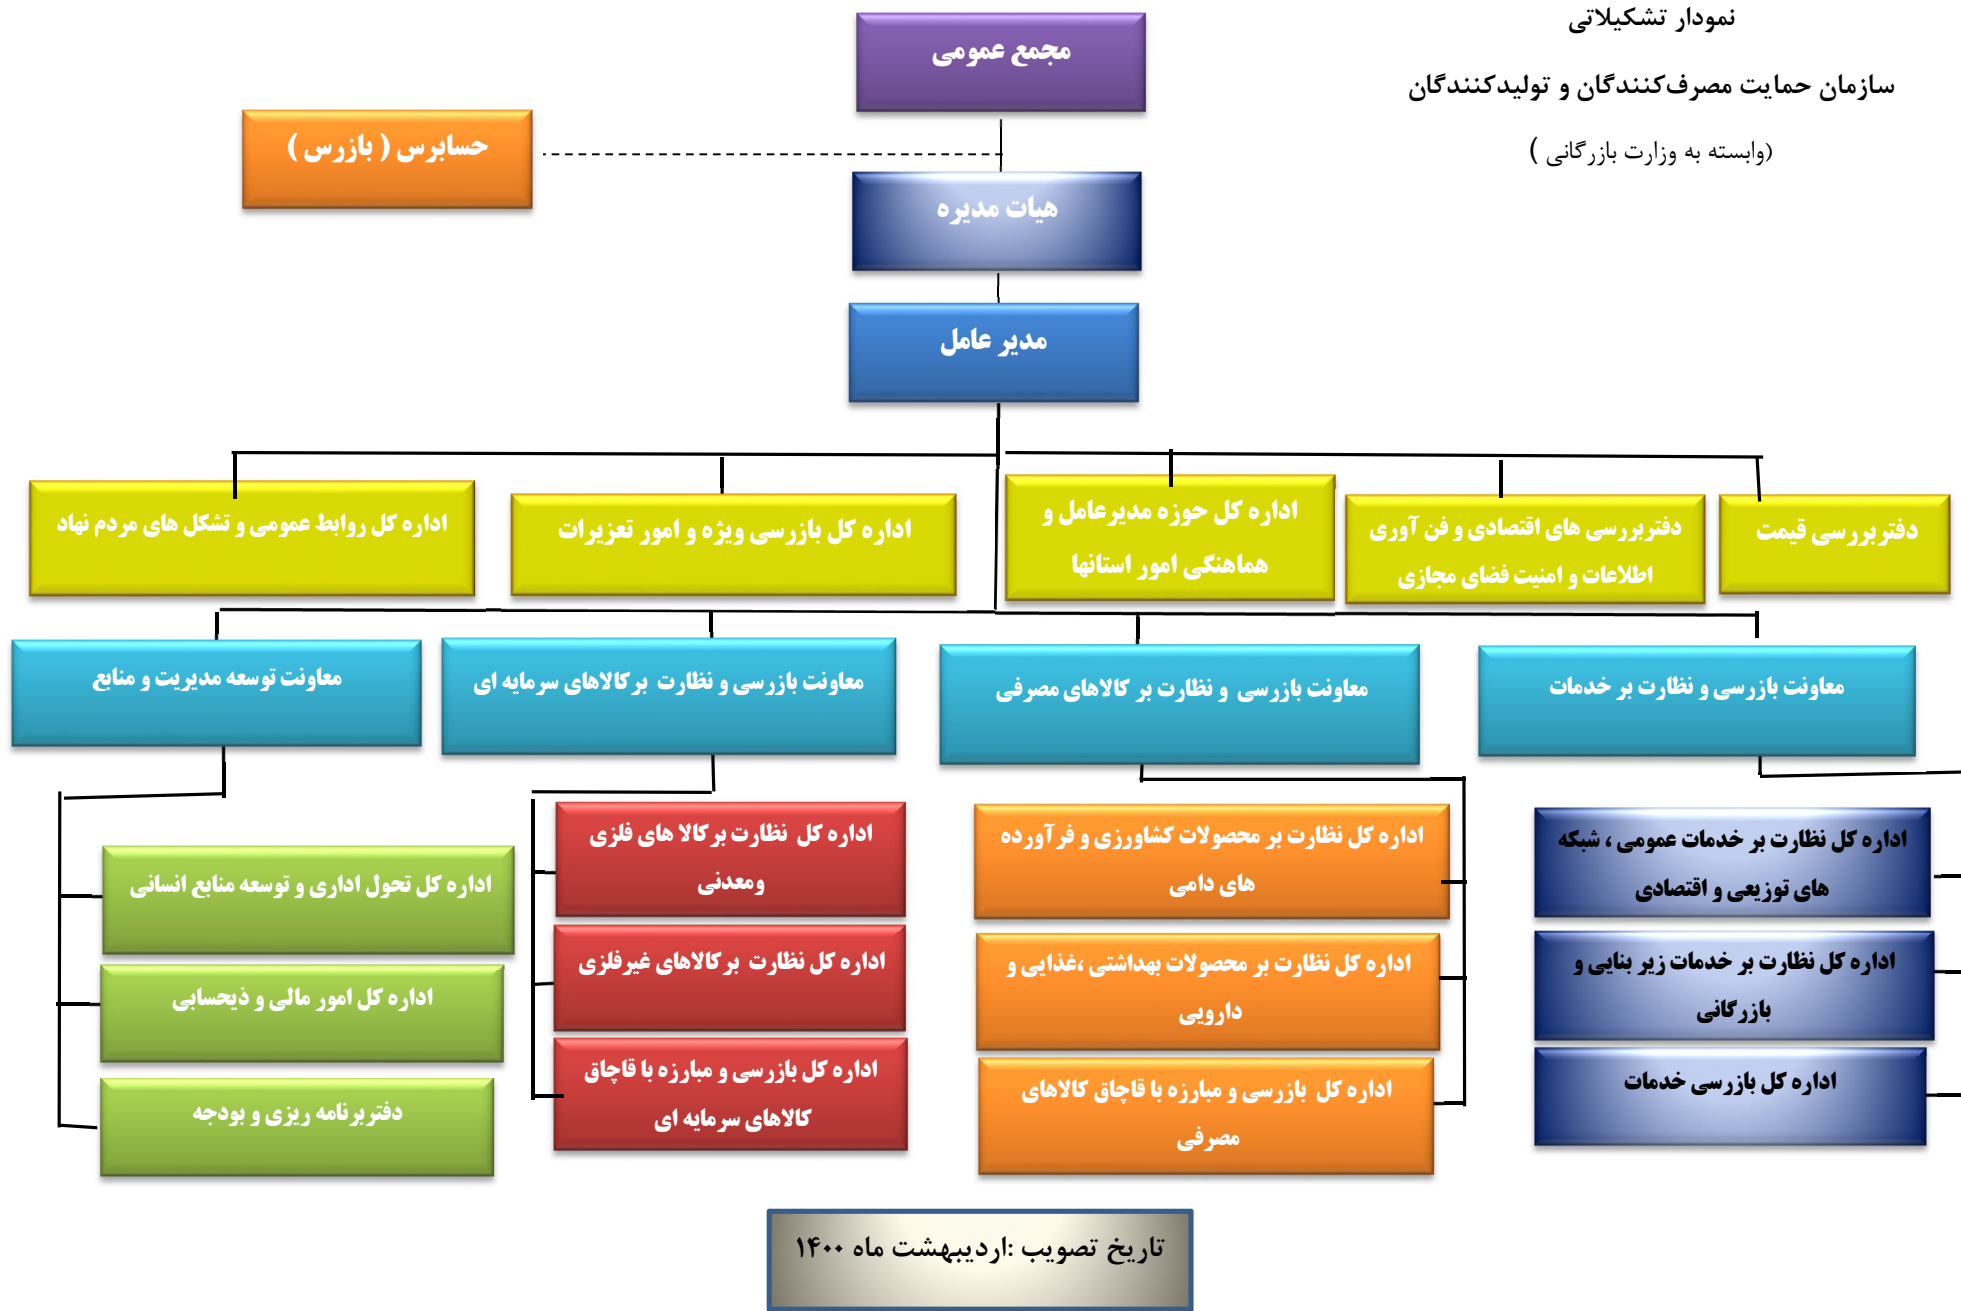 نمودار تشکیلاتی
سازمان حمایت مصرف‌کنندگان و تولیدکنندگان
(وابسته به وزارت بازرگانی )
مجمع عمومی
حسابرس ( بازرس )
هیات مدیره
مدیر عامل
دفتربررسی قیمت
دفتربررسی های اقتصادی و فن آوری
اطلاعات و امنیت فضای مجازی
اداره کل حوزه مدیرعامل و
هماهنگی امور استانها
اداره کل بازرسی ویژه و امور تعزیرات
اداره کل روابط عمومی و تشکل های مردم نهاد
معاونت بازرسی و نظارت بر خدمات
معاونت بازرسی و نظارت بر کالاهای مصرفی
معاونت بازرسی و نظارت برکالاهای سرمایه ای
معاونت توسعه مدیریت و منابع
اداره کل نظارت بر خدمات عمومی ، شبکه
های توزیعی و اقتصادی
اداره کل نظارت بر خدمات زیر بنایی و
بازرگانی
اداره کل بازرسی خدمات
اداره کل نظارت بر محصولات کشاورزی و فرآورده
های دامی
اداره کل نظارت بر محصولات بهداشتی ،غذایی و
دارویی
اداره کل بازرسی و مبارزه با قاچاق کالاهای
مصرفی
اداره کل نظارت برکالا های فلزی
ومعدنی
اداره کل نظارت برکالاهای غیرفلزی
اداره کل بازرسی و مبارزه با قاچاق
کالاهای سرمایه ای
اداره کل تحول اداری و توسعه منابع انسانی
اداره کل امور مالی و ذیحسابی
دفتربرنامه ریزی و بودجه
تاریخ تصویب :اردیبهشت ماه ۱۴۰۰